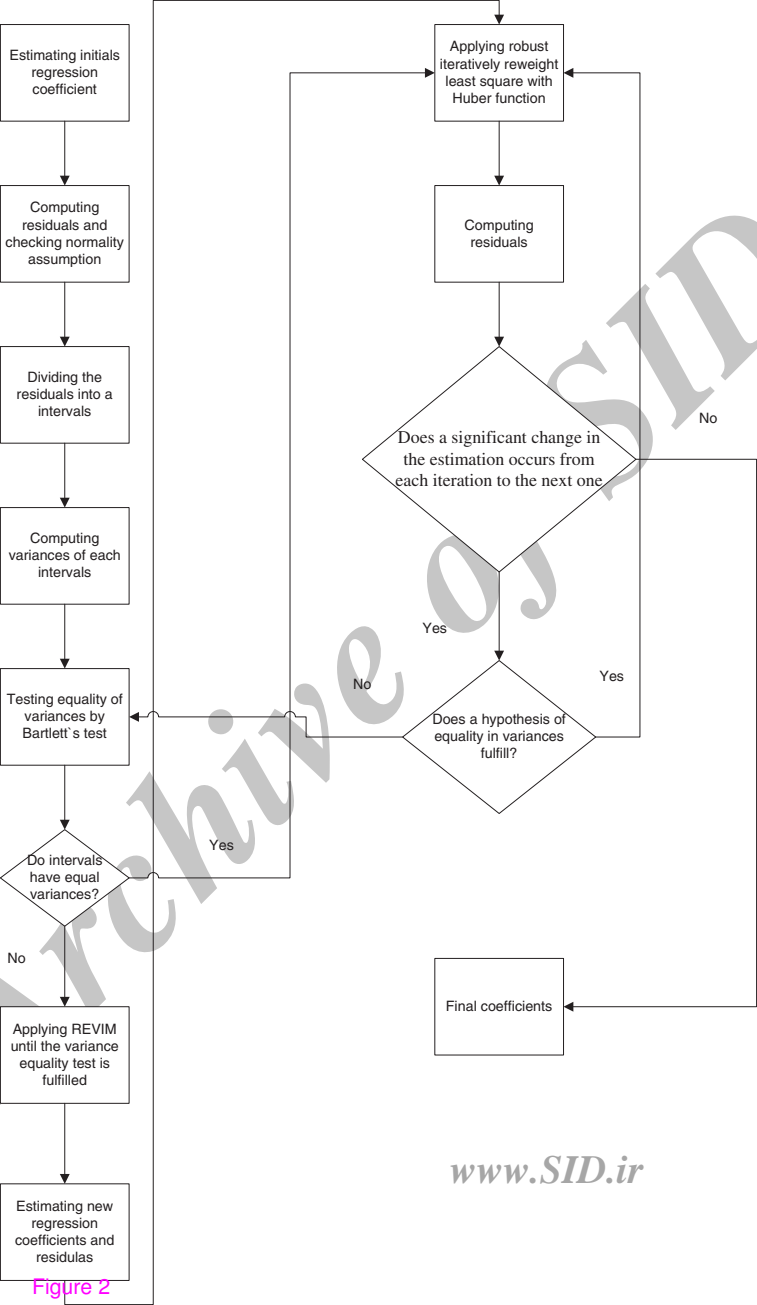 Estimating initials
regression
coefficient
Computing
residuals and
checking normality
assumption
Dividing the
residuals into a
intervals
Computing
variances of each
intervals
Testing equality of
variances by
Bartlett`s test
Do intervals
have equal
variances?
Yes
No
Applying REVIM
until the variance
equality test is
fulfilled
Estimating new
regression
coefficients and
residulas
Figure 2
Applying robust
iteratively reweight
least square with
Huber function
Computing
residuals
Does a significant change in
the estimation occurs from
each iteration to the next one
No
Yes
No
Yes
Does a hypothesis of
equality in variances
fulfill?
Final coefficients
Archive of SID
www.SID.ir